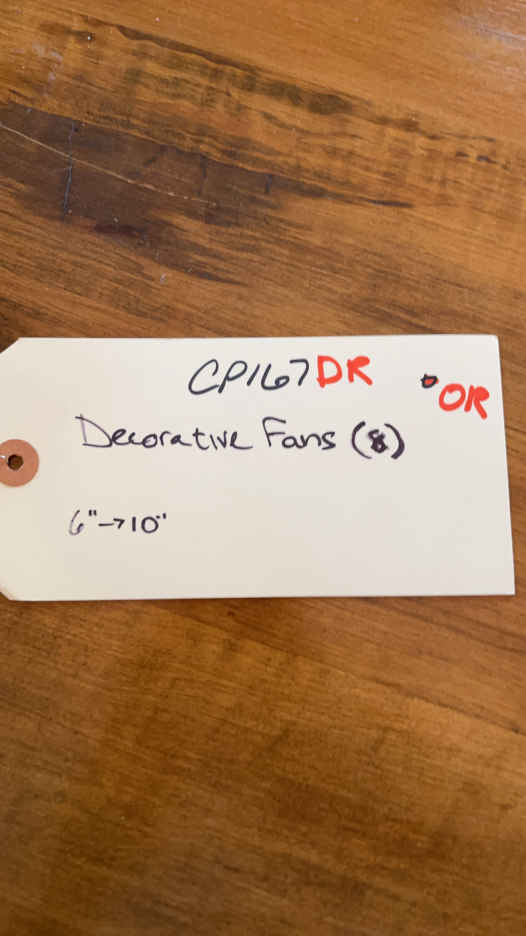 CP167DR
OR
Decorative Fans (8)
6"→10"